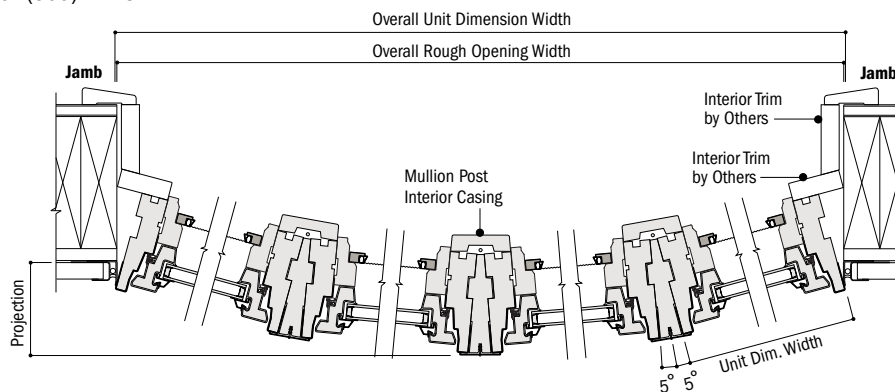 Overall Unit Dimension Width
Overall Rough Opening Width
Jamb
Jamb
Interior Trim
by Others
Interior Trim
by Others
Mullion Post
Interior Casing
Projection
5°
5°
Unit Dim. Width